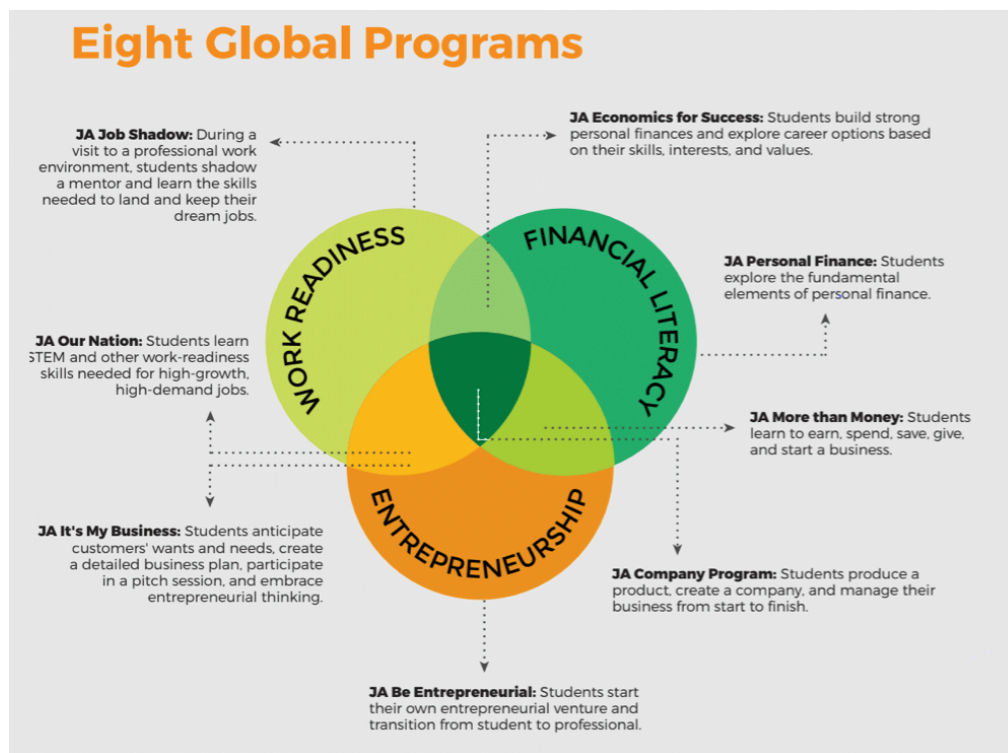 Eight Global Programs
JA Job Shadow: During a
visit to a professional work
environment, students shadow
a mentor and learn the skills
needed to land and keep their
dream jobs.
JA Economics for Success: Students build strong
personal finances and explore career options based
on their skills, interests, and values.
WORK READINESS
FINANCIAL LITERACY
JA Personal Finance: Students
explore the fundamental
elements of personal finance.
JA Our Nation: Students learn
STEM and other work-readiness
skills needed for high-growth,
high-demand jobs.
JA More than Money: Students
learn to earn, spend, save, give,
and start a business.
ENTREPRENEURSHIP
JA It's My Business: Students anticipate
customers' wants and needs, create
a detailed business plan, participate
in a pitch session, and embrace
entrepreneurial thinking.
JA Company Program: Students produce a
product, create a company, and manage their
business from start to finish.
JA Be Entrepreneurial: Students start
their own entrepreneurial venture and
transition from student to professional.